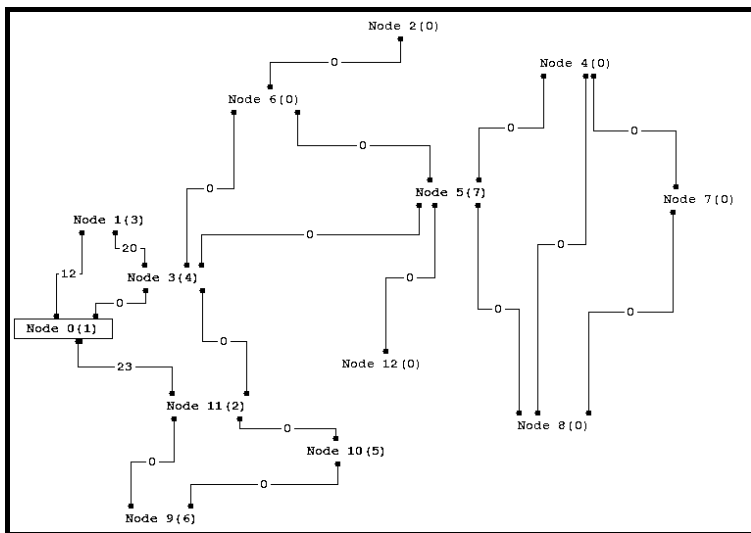 Node 2(0)
0
Node 4(0)
Node 6(0)
0
0
0
0
Node 5{7}
Node 7(0)
Node 1{3}
20
0
0
12
Node 3{4}
0
0
Node 0{1}
0
0
23
Node 12(0)
Node 11{2}
0
Node 8(0)
Node 10{5}
0
0
Node 9{6}